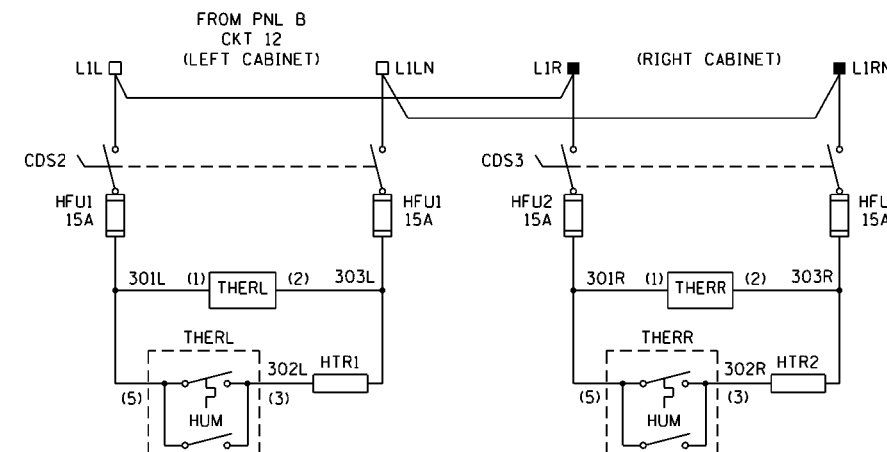 FROM PNL B
CKT 12
(LEFT CABINET)
(RIGHT CABINET)
L1L
L1LN
L1R
L1RN
CDS2
CDS3
HFU1
15A
HFU1
15A
HFU2
15A
HFU
15A
301L (1) THERL (2) 303L
301R (1) THERR (2) 303R
THERL
THERR
302L HTR1
302R HTR2
(5) (3)
HUM
(5) (3)
HUM